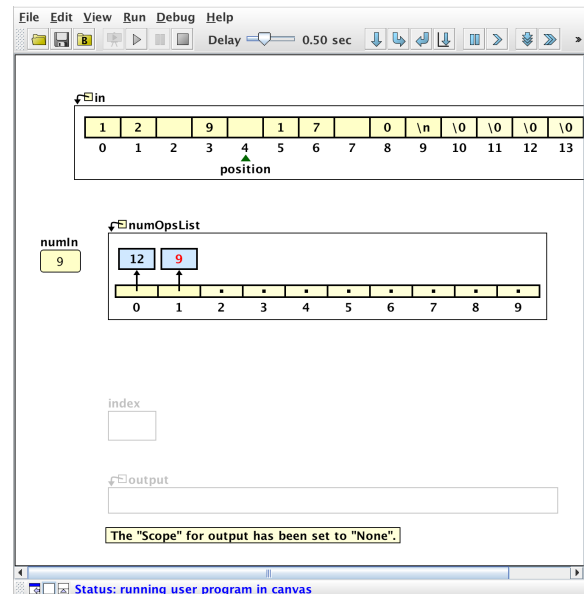 File Edit View Run Debug Help
B Delay 0.50 sec »
in
1 2 9 1 7 0 \n \0 \0 \0 \0
0 1 2 3 4 5 6 7 8 9 10 11 12 13
position
numOpsList
numIn
9
12 9
0 1 2 3 4 5 6 7 8 9
index
output
The "Scope" for output has been set to "None".
Status: running user program in canvas